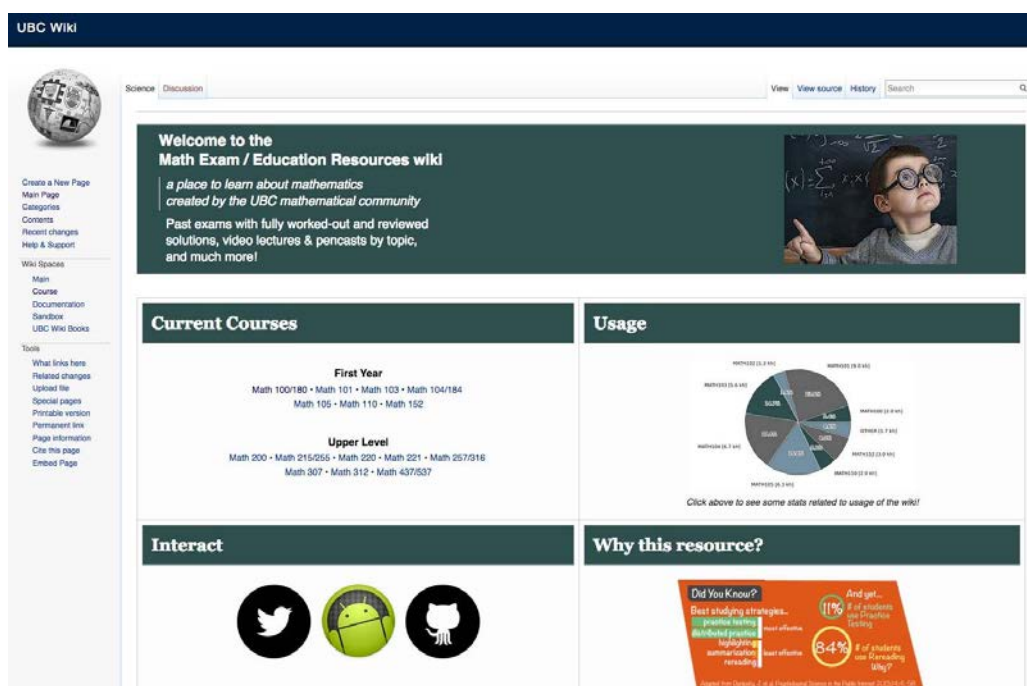 UBC Wiki
Science Discussion
View View source History Search
Create a New Page
Main Page
Categories
Contents
Recent changes
Help & Support
Wiki Spaces
Main
Course
Documentation
Sandbox
UBC Wiki Books
Tools
What links here
Related changes
Upload file
Special pages
Printable version
Permanent link
Page information
Cite this page
Embed Page
Welcome to the
Math Exam / Education Resources wiki
a place to learn about mathematics
created by the UBC mathematical community
Past exams with fully worked-out and reviewed
solutions, video lectures & pencasts by topic,
and much more!
Current Courses
First Year
Math 100/180 • Math 101 • Math 103 • Math 104/184
Math 105 • Math 110 • Math 152
Upper Level
Math 200 • Math 215/255 • Math 220 • Math 221 • Math 257/316
Math 307 • Math 312 • Math 437/537
Usage
Click above to see some stats related to usage of the wiki!
Interact
Why this resource?
Did You Know?
Best studying strategies...
practice testing
distributed practice
most effective
highlighting
summarization
rereading
least effective
And yet...
11% # of students
use Practice
Testing
84% # of students
use Rereading
Why?